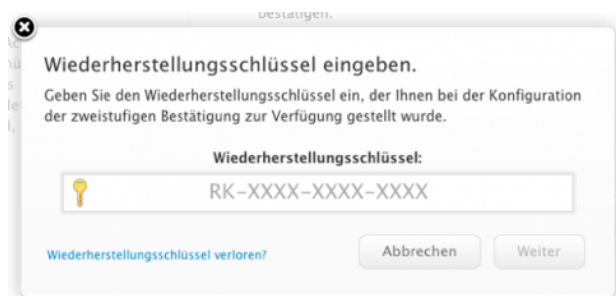 bestätigen.
Wiederherstellungsschlüssel eingeben.
Geben Sie den Wiederherstellungsschlüssel ein, der Ihnen bei der Konfiguration
der zweistufigen Bestätigung zur Verfügung gestellt wurde.
Wiederherstellungsschlüssel:
RK-XXXX-XXXX-XXXX
Wiederherstellungsschlüssel verloren?
Abbrechen
Weiter